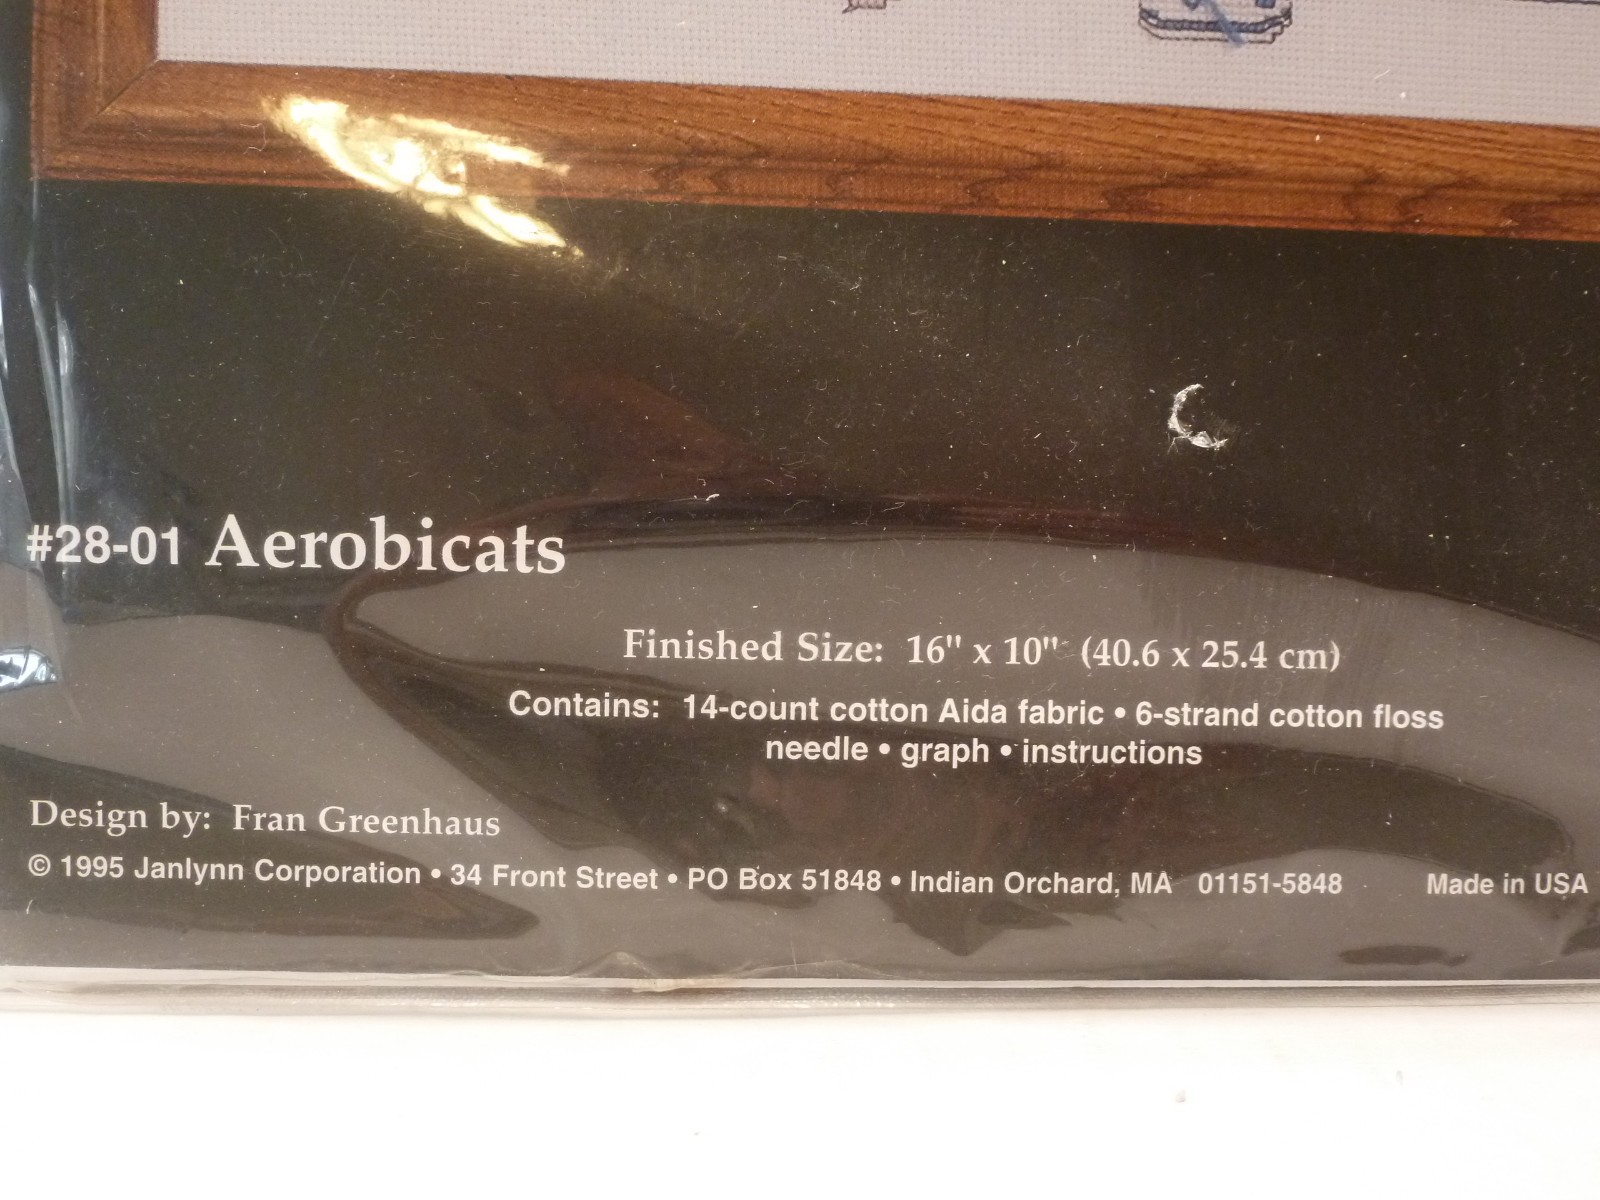 #28-01 Aerobicats
Finished Size: 16" x 10" (40.6 x 25.4 cm)
Contains: 14-count cotton Aida fabric • 6-strand cotton floss
needle • graph • instructions
Design by: Fran Greenhaus
© 1995 Janlynn Corporation • 34 Front Street • PO Box 51848 • Indian Orchard, MA 01151-5848 Made in USA